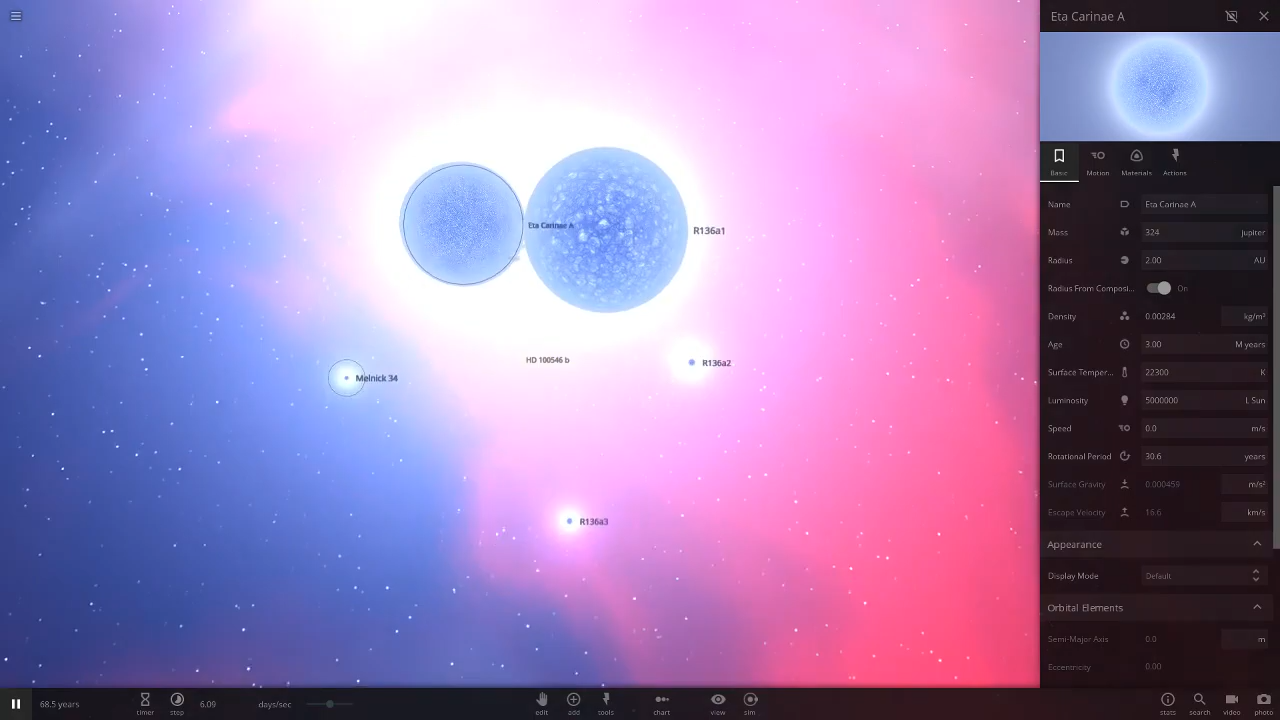 Eta Carinae A
Basic
Motion
Materials
Actions
Name Eta Carinae A
Mass 324 Jupiter
Radius 2.00 AU
Radius From Composi... On
Density 0.00284 kg/m³
Age 3.00 M years
Surface Temper... 22300 K
Luminosity 5000000 L Sun
Speed 0.0 m/s
Rotational Period 30.6 years
Surface Gravity 0.000459 m/s²
Escape Velocity 16.6 km/s
Appearance
Display Mode Default
Orbital Elements
Semi-Major Axis 0.0 m
Eccentricity 0.00
Eta Carinae A
R136a1
HD 100546 b
R136a2
Melnick 34
R136a3
68.5 years
timer
step
6.09 days/sec
edit
add
tools
chart
view
sim
stats
search
video
photo